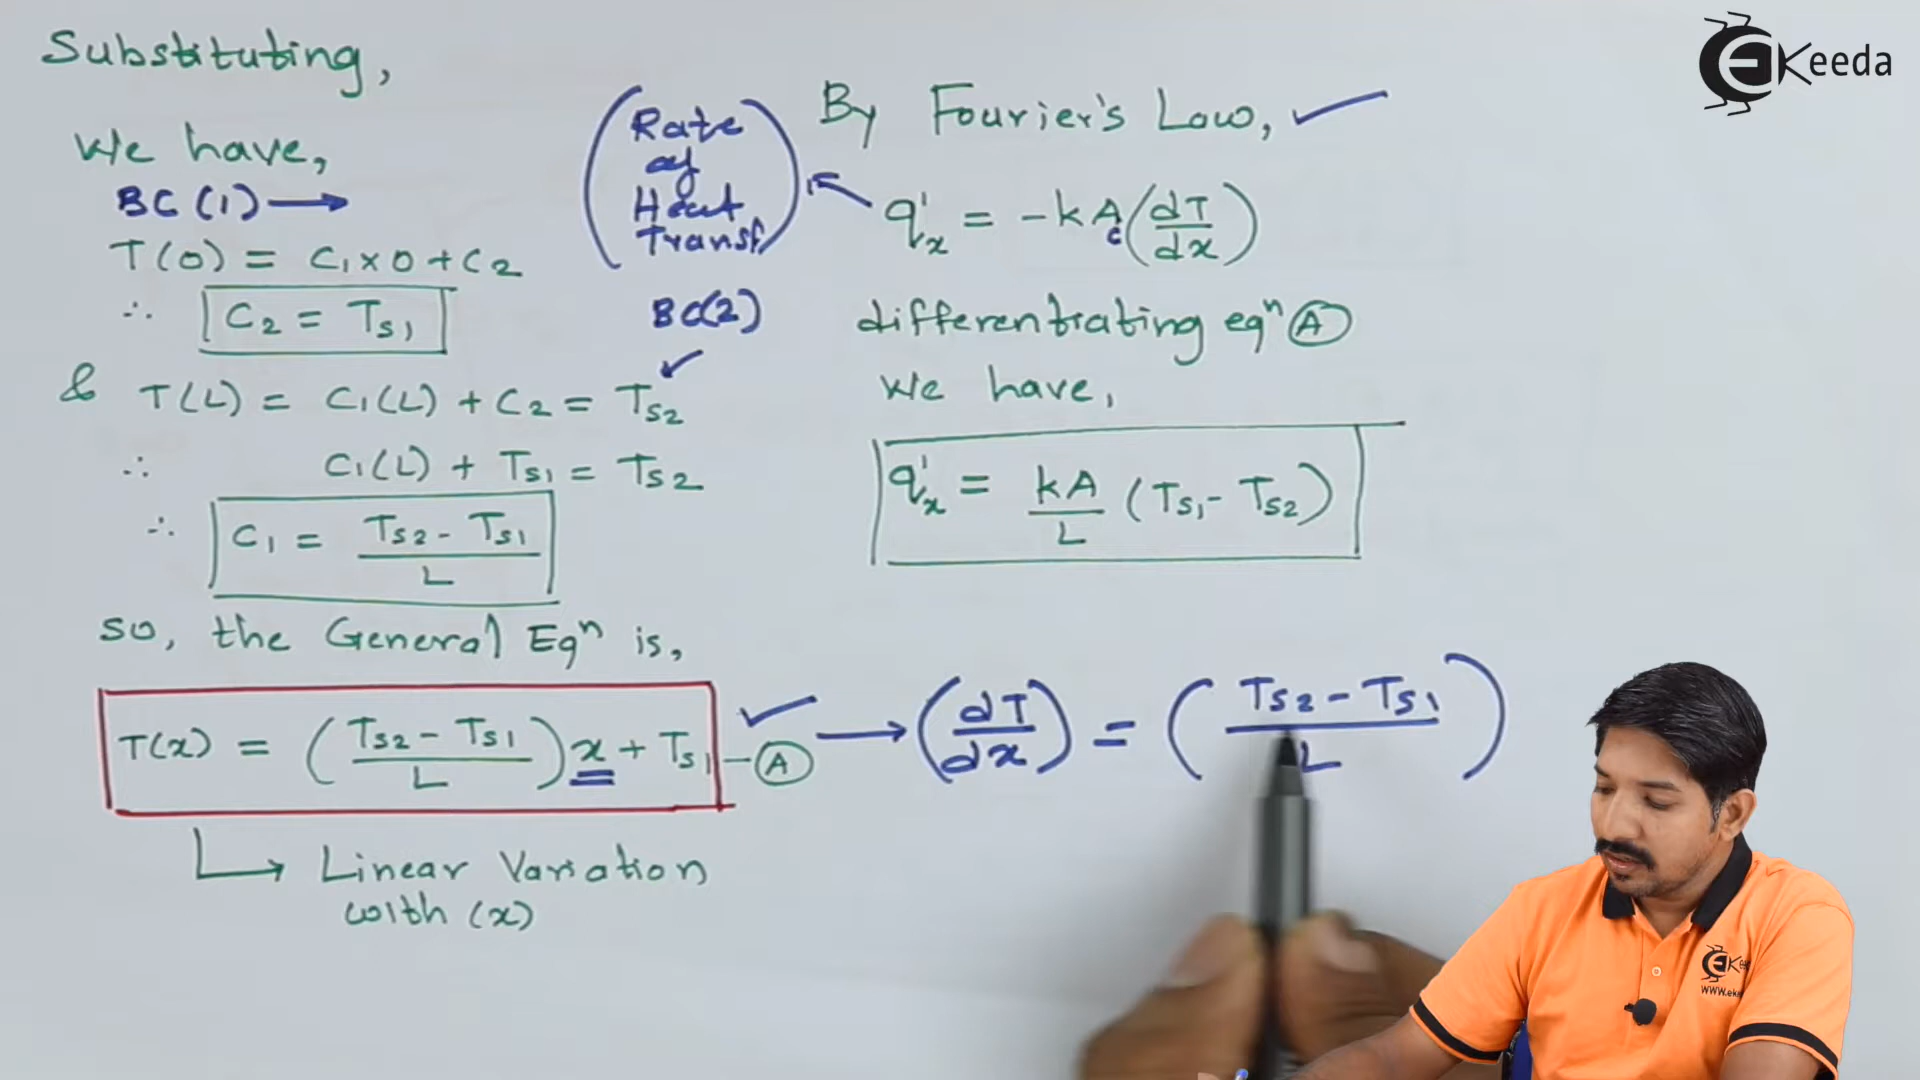 Substituting,
We have,
BC (1) →
T(0) = C₁ x 0 + C₂
∴ C₂ = Ts₁
& T(L) = C₁(L) + C₂ = Ts₂
∴ C₁(L) + Ts₁ = Ts₂
∴ C₁ = Ts₂ - Ts₁ / L
so, the General Eqⁿ is,
T(x) = (Ts₂ - Ts₁ / L) x + Ts₁ — A
Linear Variation
with (x)
(Rate
of
Heat
Transf)
BC(2)
By Fourier's Law,
q̇x = -kAc (dT/dx)
differentiating eqⁿ A
We have,
q̇x = kA/L (Ts₁ - Ts₂)
→ (dT/dx) = (Ts₂ - Ts₁ / L)
EKeeda